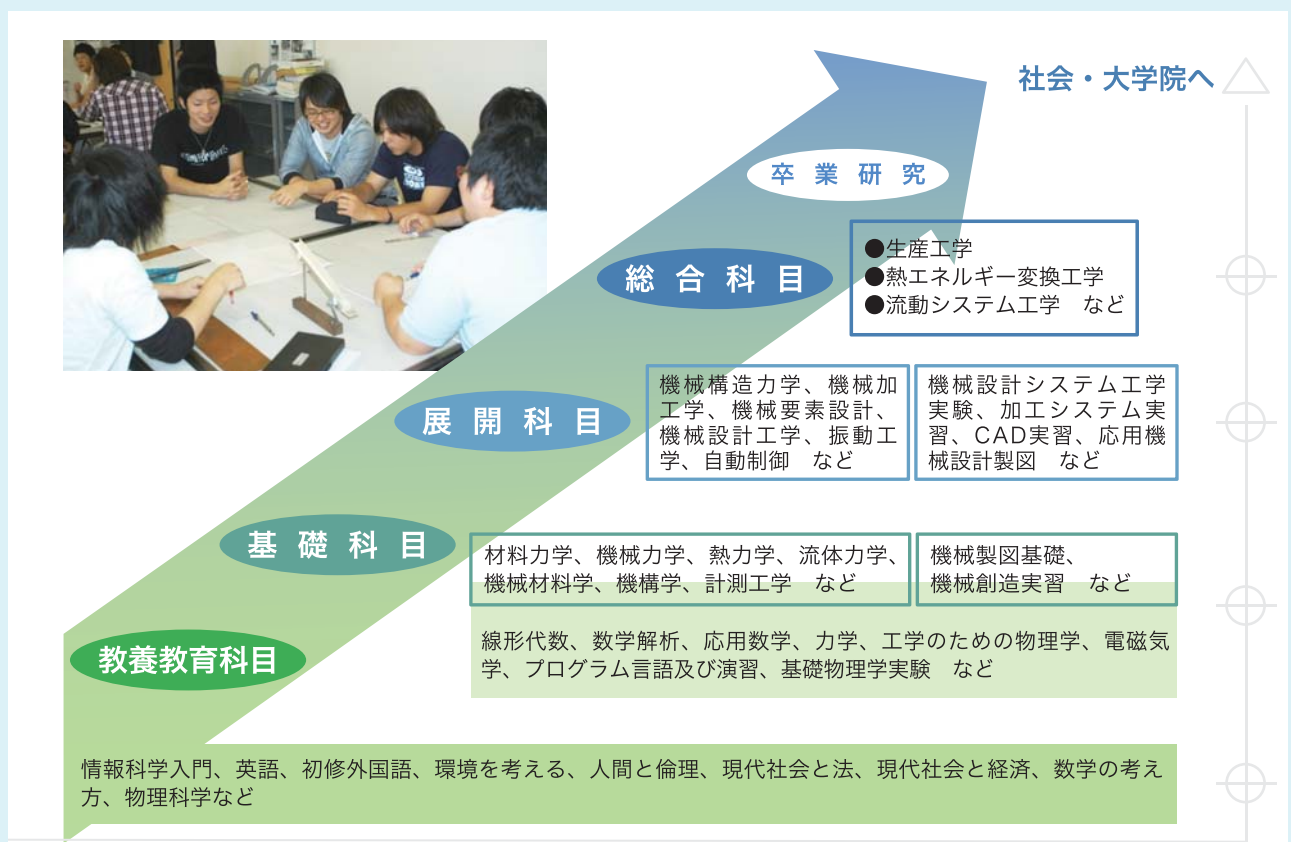 社会・大学院へ
卒業研究
総合科目
●生産工学
●熱エネルギー変換工学
●流動システム工学　など
展開科目
機械構造力学、機械加
工学、機械要素設計、
機械設計工学、振動工
学、自動制御　など
機械設計システム工学
実験、加工システム実
習、CAD実習、応用機
械設計製図　など
基礎科目
材料力学、機械力学、熱力学、流体力学、
機械材料学、機構学、計測工学　など
機械製図基礎、
機械創造実習　など
教養教育科目
線形代数、数学解析、応用数学、力学、工学のための物理学、電磁気
学、プログラム言語及び演習、基礎物理学実験　など
情報科学入門、英語、初修外国語、環境を考える、人間と倫理、現代社会と法、現代社会と経済、数学の考え
方、物理科学など